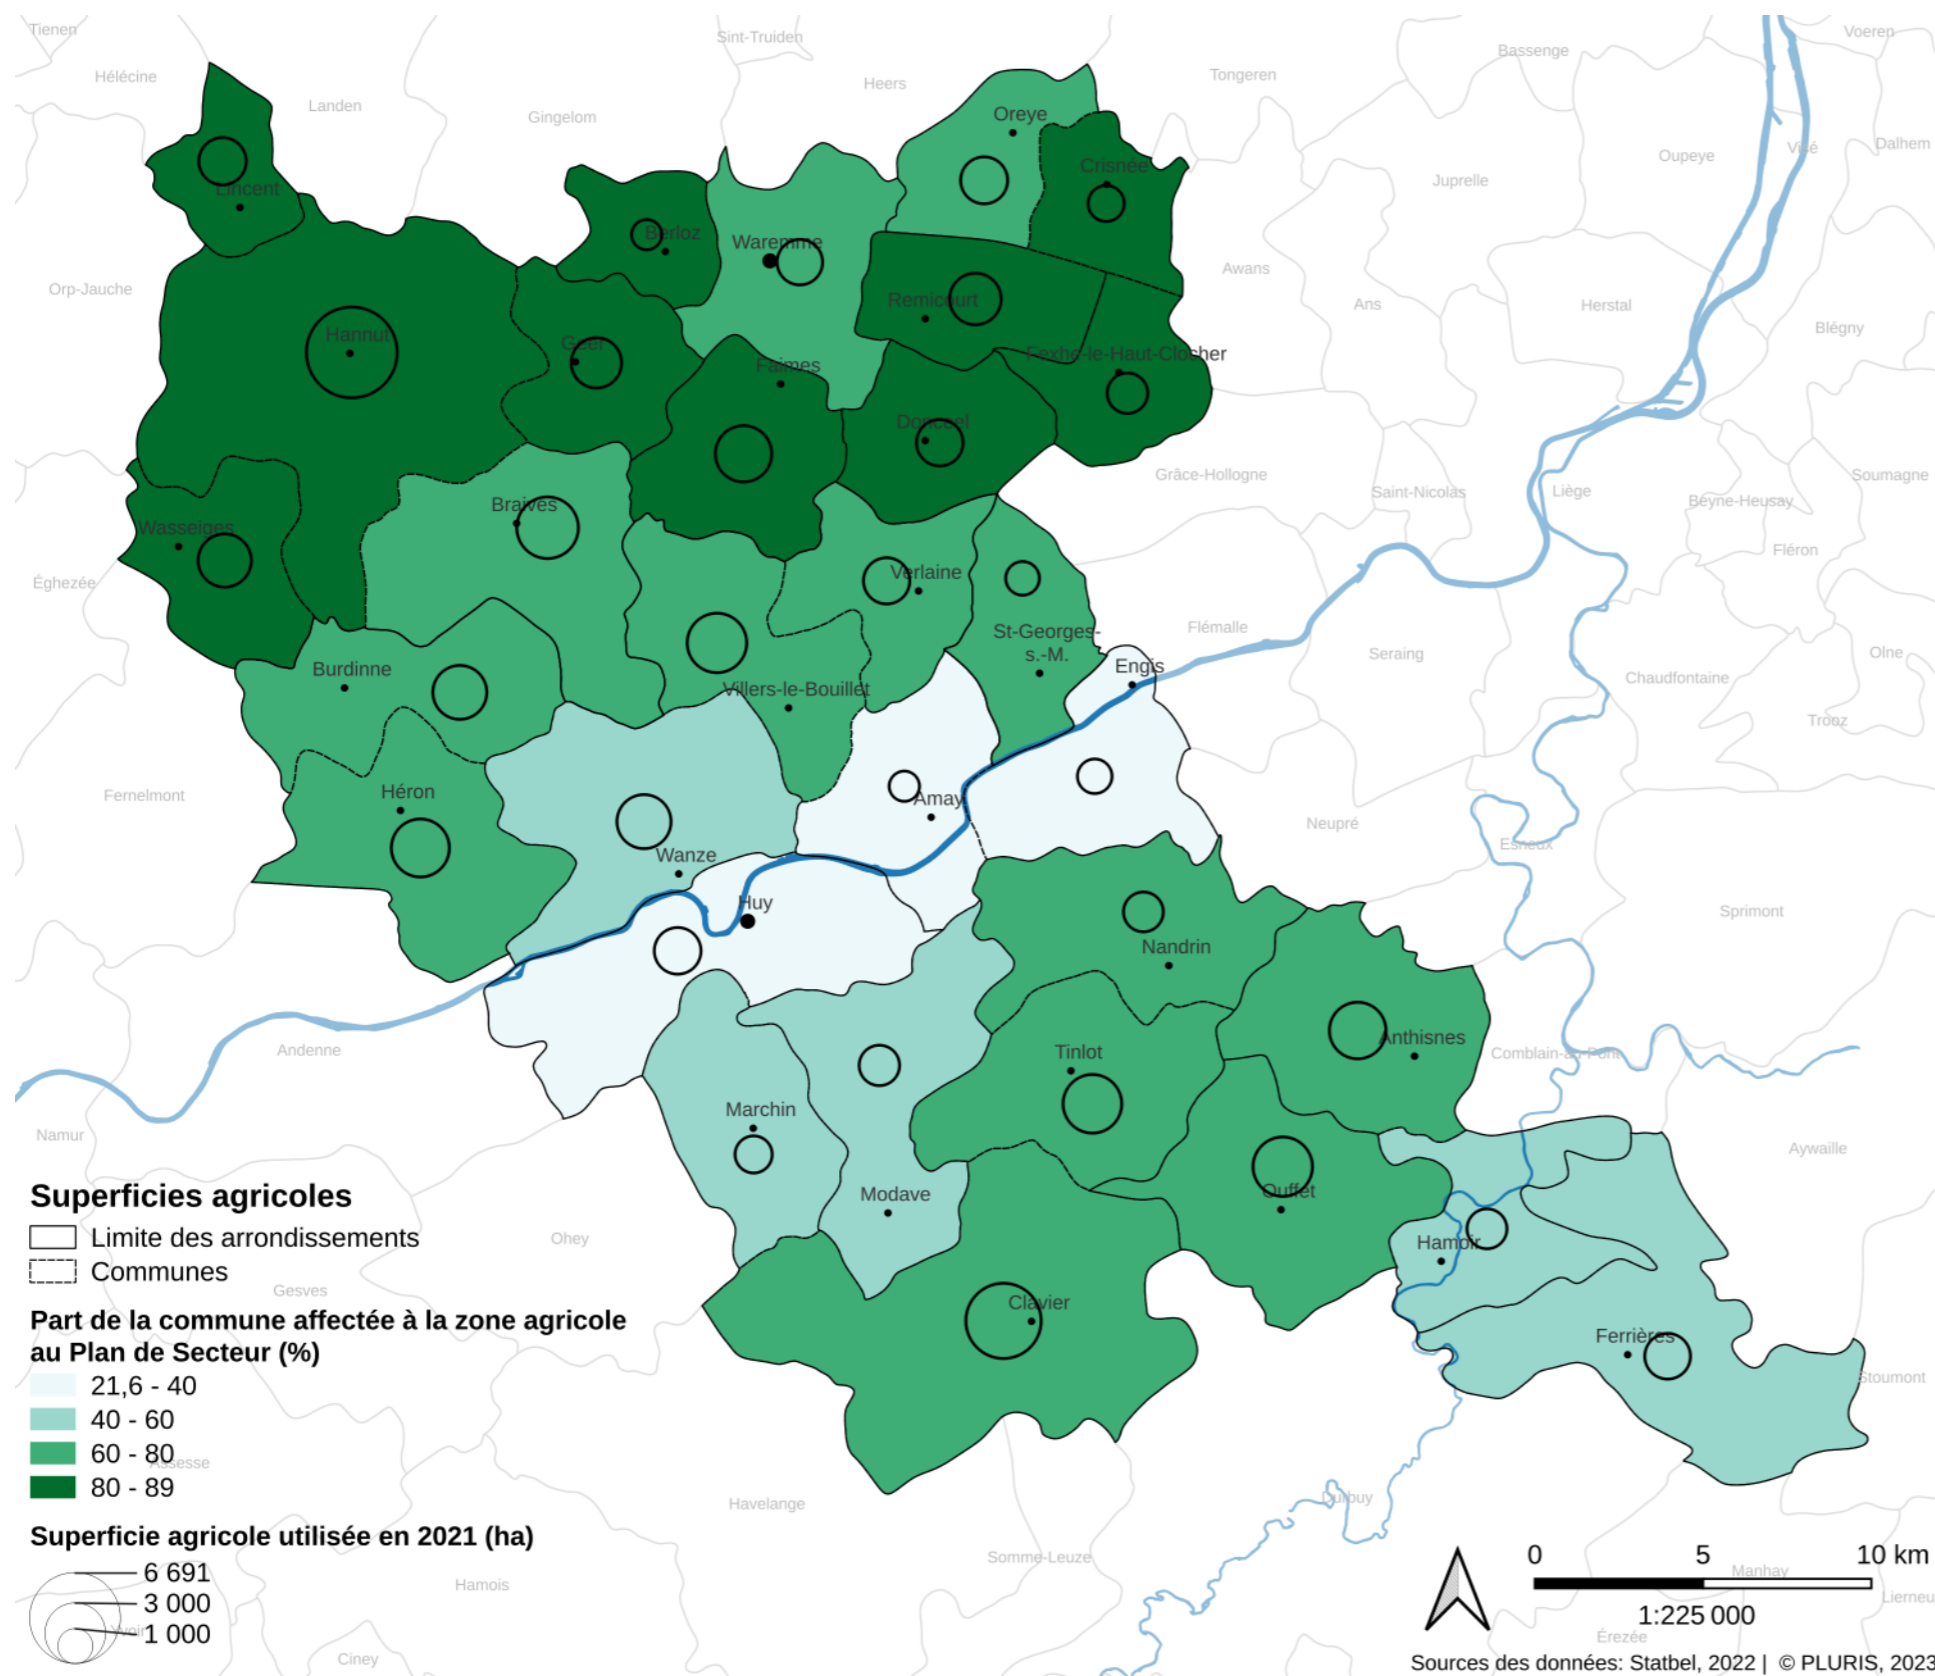 Tienen
Sint-Truiden
Voeren
Bassenge
Hélécine
Tongeren
Heers
Landen
Gingelom
Oreye
Visé
Dalhem
Oupeye
Crisnée
Juprelle
Lincent
Berloz
Waremme
Awans
Orp-Jauche
Remicourt
Ans
Herstal
Blégny
Hannut
Geer
Fexhe-le-Haut-Clocher
Faimes
Donceel
Grâce-Hollogne
Soumagne
Saint-Nicolas
Liège
Beyne-Heusay
Braives
Wasseiges
Fléron
Éghezée
Verlaine
St-Georges-
s.-M.
Flémalle
Seraing
Olne
Engis
Burdinne
Chaudfontaine
Villers-le-Bouillet
Trooz
Fernelmont
Héron
Amay
Neupré
Esneux
Wanze
Huy
Sprimont
Nandrin
Andenne
Anthisnes
Tinlot
Comblain-au-Pont
Marchin
Namur
Aywaille
Modave
Ouffet
Ohey
Hamoir
Gesves
Clavier
Ferrières
Stoumont
Assesse
Havelange
Durbuy
Somme-Leuze
Manhay
Hamois
Lierneu
Yvoir
Érezée
Ciney
Superficies agricoles
Limite des arrondissements
Communes
Part de la commune affectée à la zone agricole
au Plan de Secteur (%)
21,6 - 40
40 - 60
60 - 80
80 - 89
Superficie agricole utilisée en 2021 (ha)
6 691
3 000
1 000
0 5 10 km
1:225 000
Sources des données: Statbel, 2022 | © PLURIS, 2023